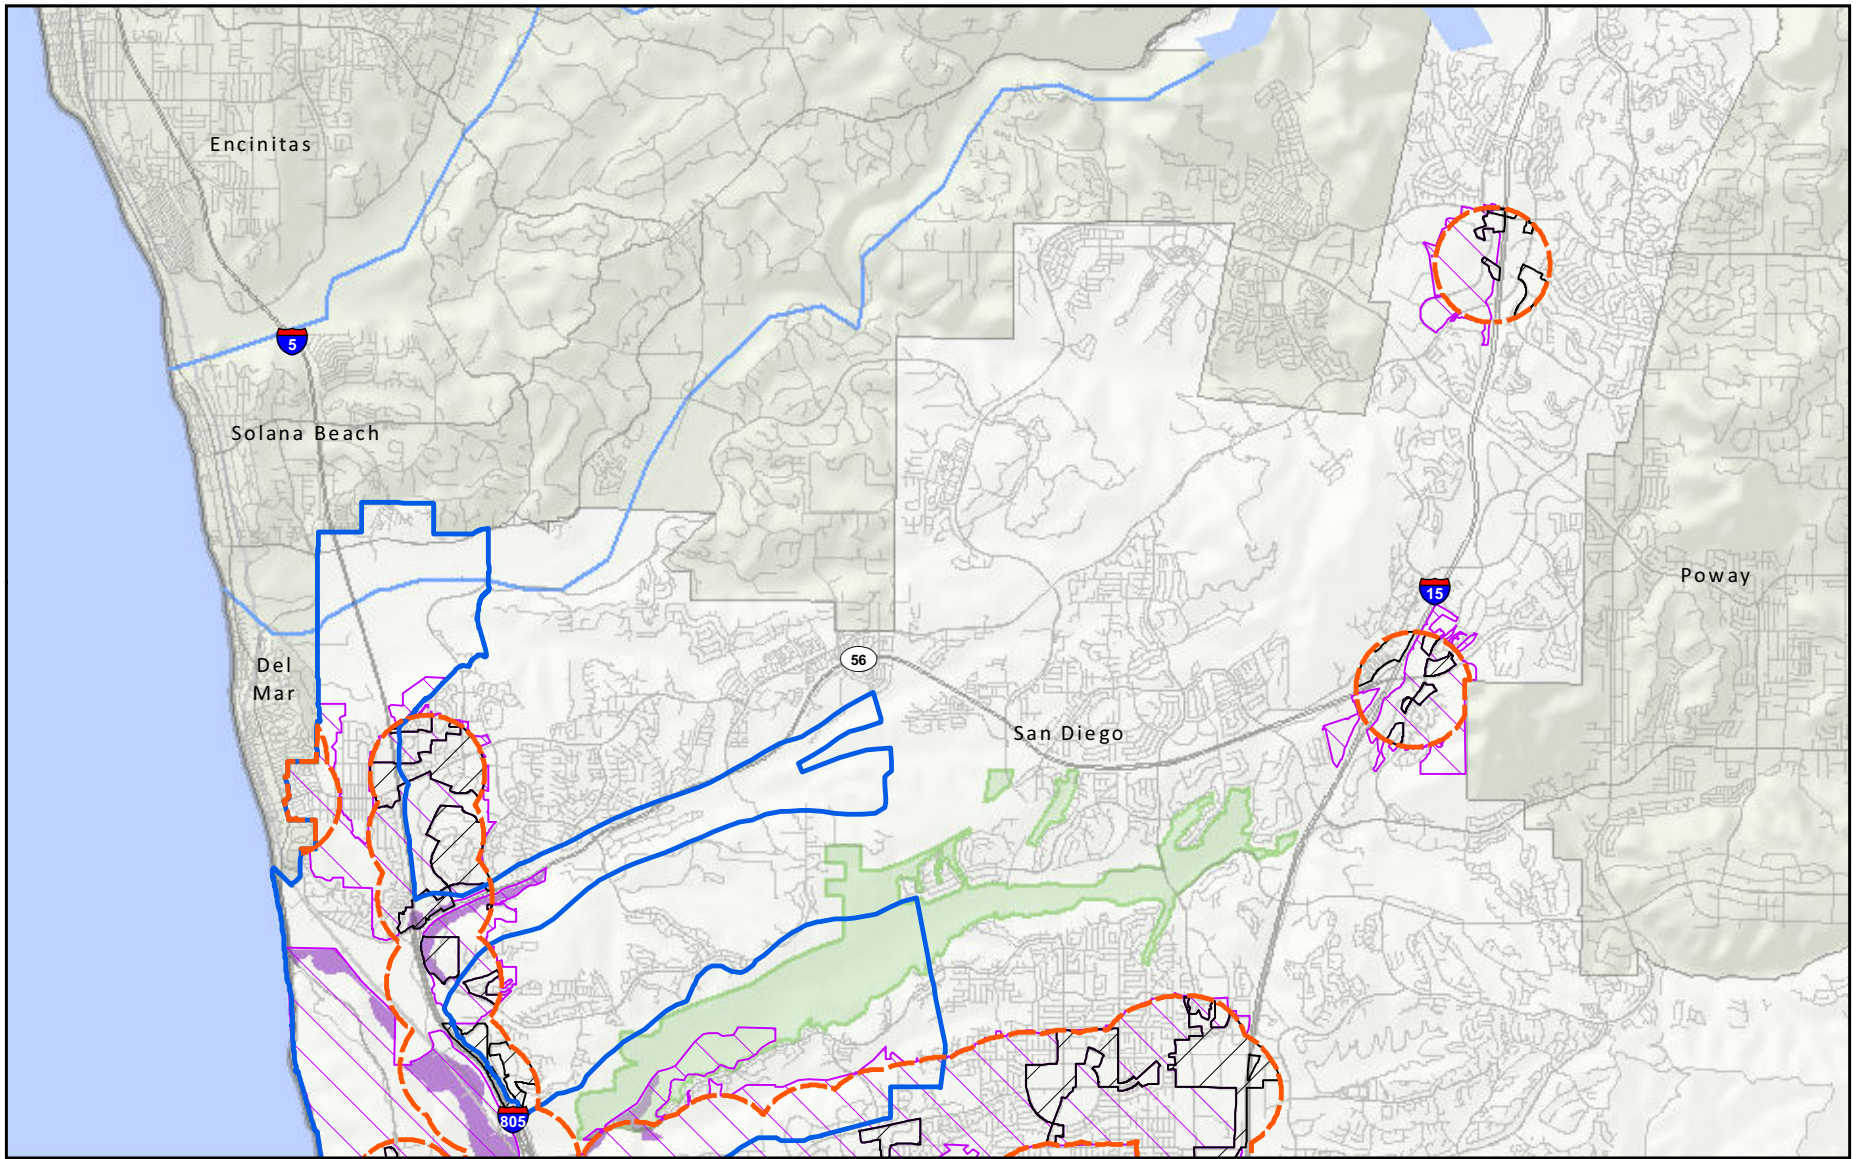 Encinitas
5
Solana Beach
Poway
15
Del
Mar
56
San Diego
805